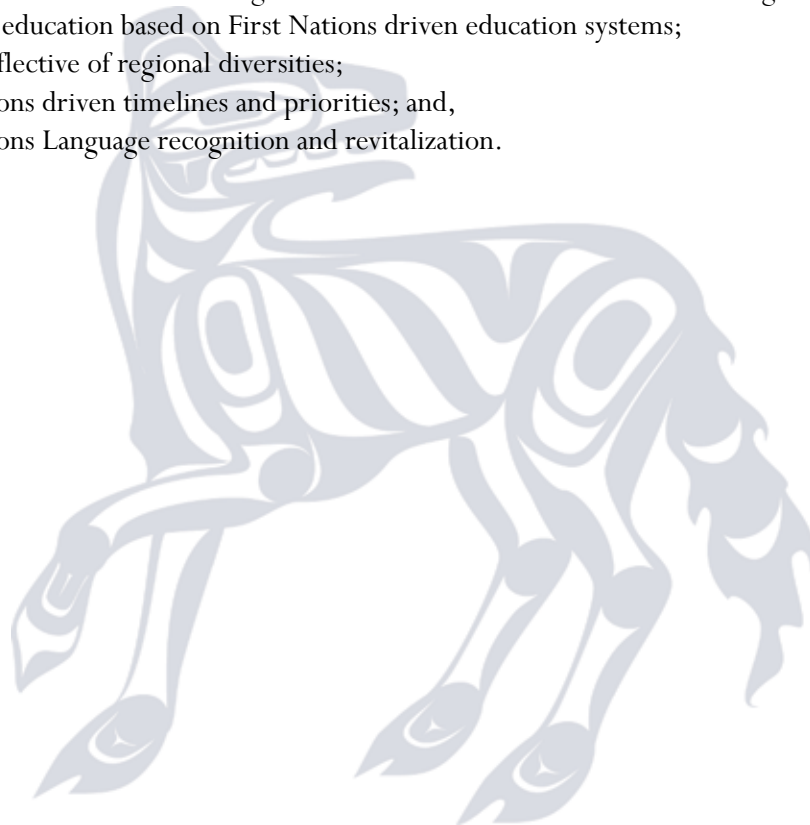 education based on First Nations driven education systems;
flective of regional diversities;
ons driven timelines and priorities; and,
ons Language recognition and revitalization.